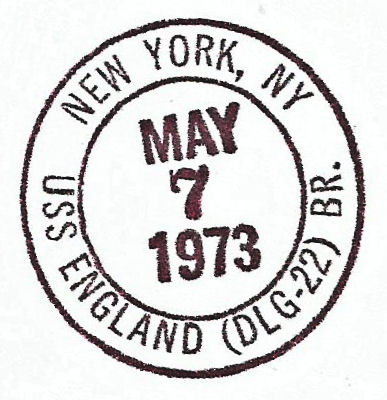 NEW YORK, NY
MAY
7
1973
USS ENGLAND (DLG-22) BR.